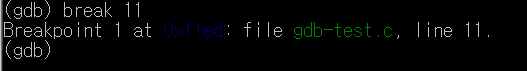 (gdb) break 11
Breakpoint 1 at 0x11ed: file gdb-test.c, line 11.
(gdb)